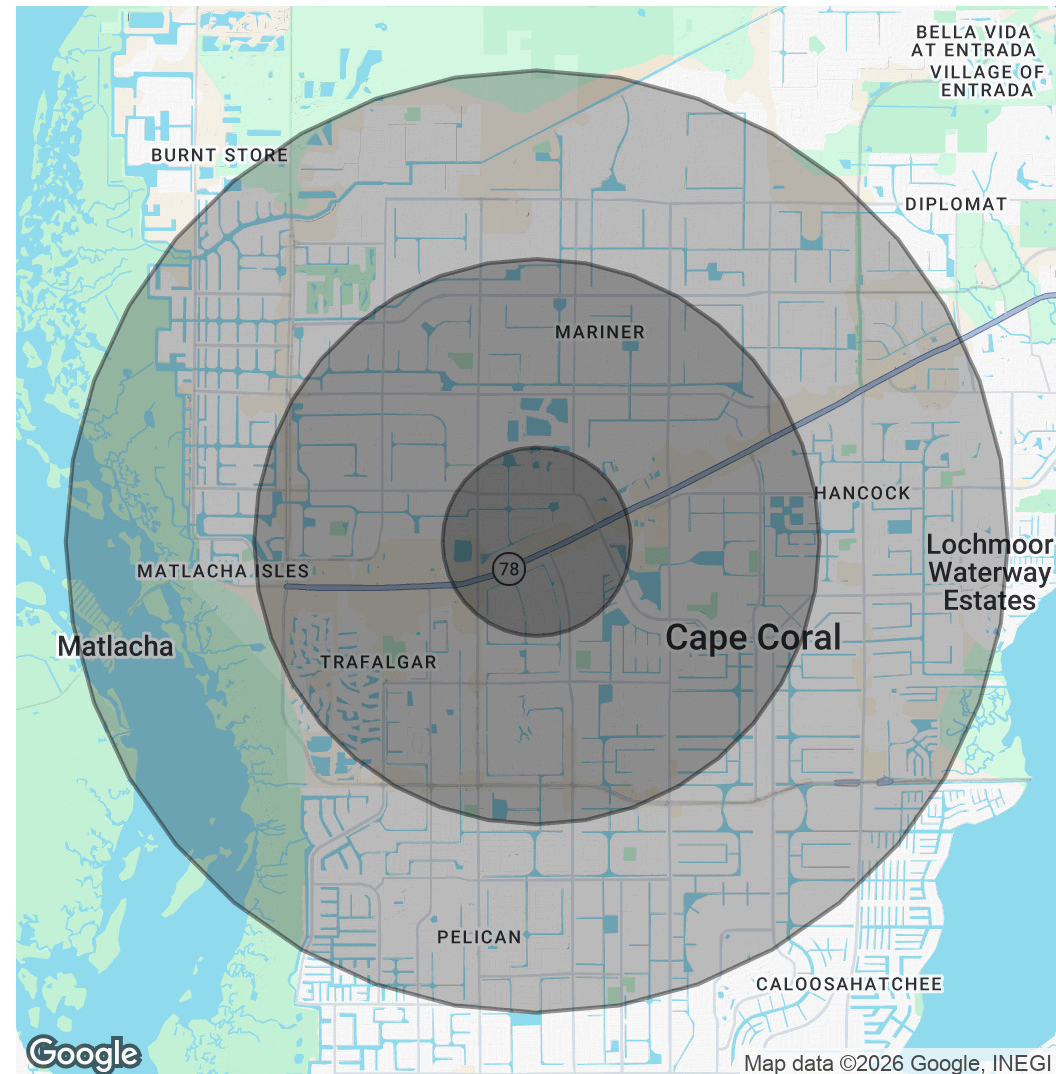 BELLA VIDA
AT ENTRADA
VILLAGE OF
ENTRADA
BURNT STORE
DIPLOMAT
MARINER
HANCOCK
Lochmoor
Waterway
Estates
78
MATLACHA ISLES
Matlacha
Cape Coral
TRAFALGAR
PELICAN
CALOOSAHATCHEE
Google
Map data ©2026 Google, INEGI